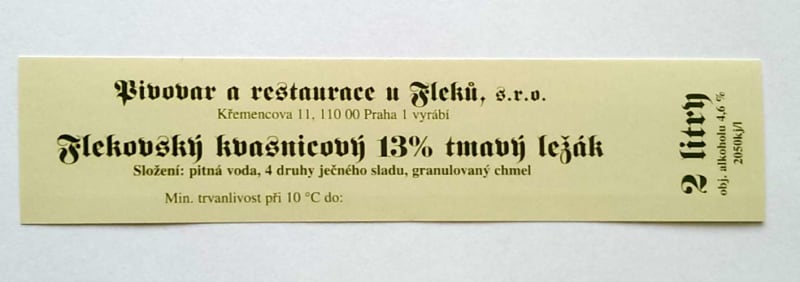 Pivovar a restaurace u Fleků, s.r.o.
Křemencova 11, 110 00 Praha 1 vyrábí
Flekovský kvasnicový 13% tmavý ležák
Složení: pitná voda, 4 druhy ječného sladu, granulovaný chmel
Min. trvanlivost při 10 °C do:
2 litry
obj. alkoholu 4,6 %
2050kj/l